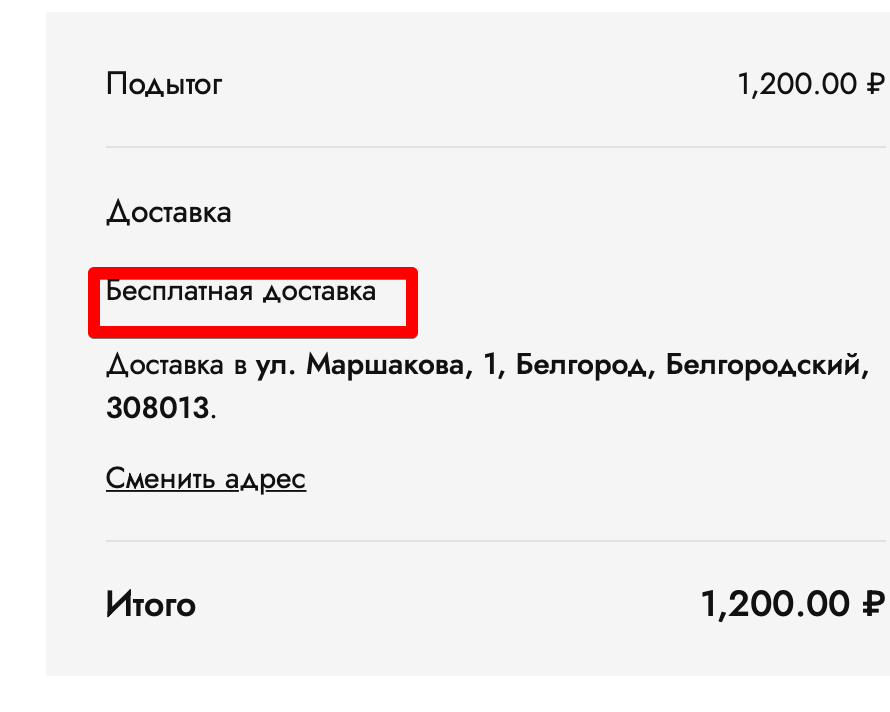 Подытог 1,200.00 ₽
Доставка
Бесплатная доставка
Доставка в ул. Маршакова, 1, Белгород, Белгородский,
308013.
Сменить адрес
Итого 1,200.00 ₽